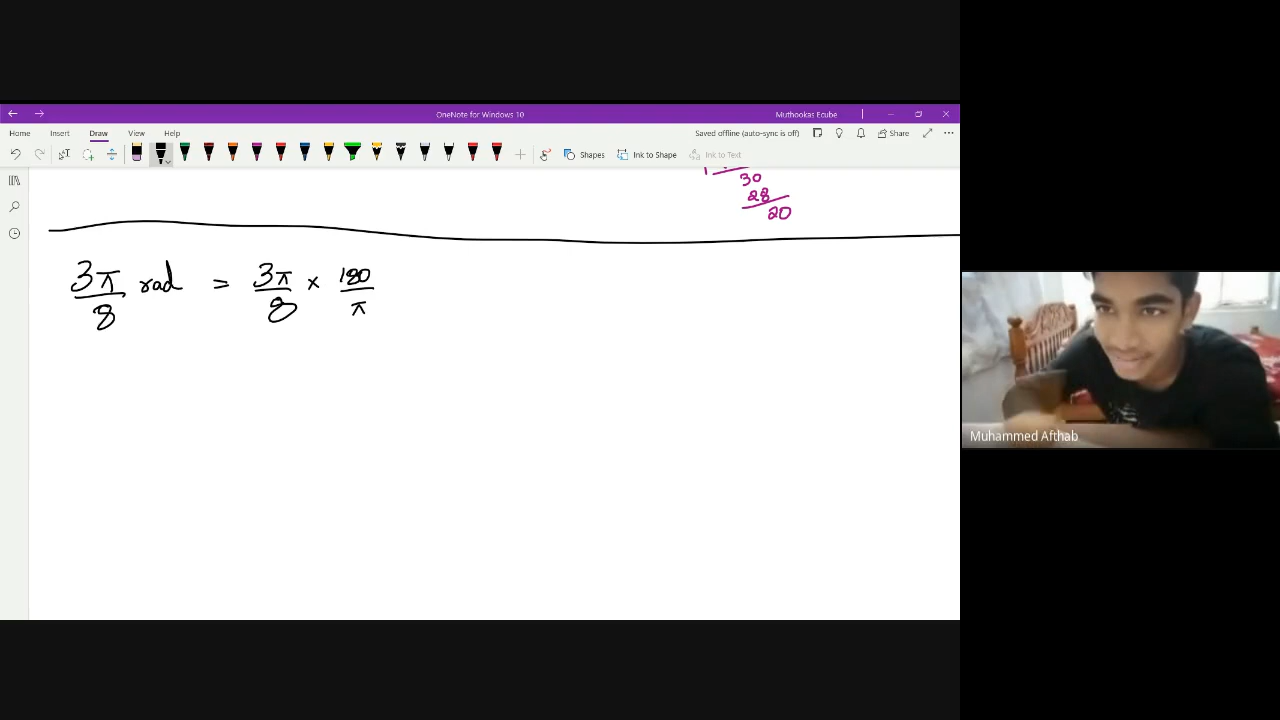 OneNote for Windows 10
Muthookas Ecube
Home Insert Draw View Help
Saved offline (auto-sync is off) Share
Shapes Ink to Shape Ink to Text
30
28
20
3π/8 rad = 3π/8 × 180/π
Muhammed Afthab